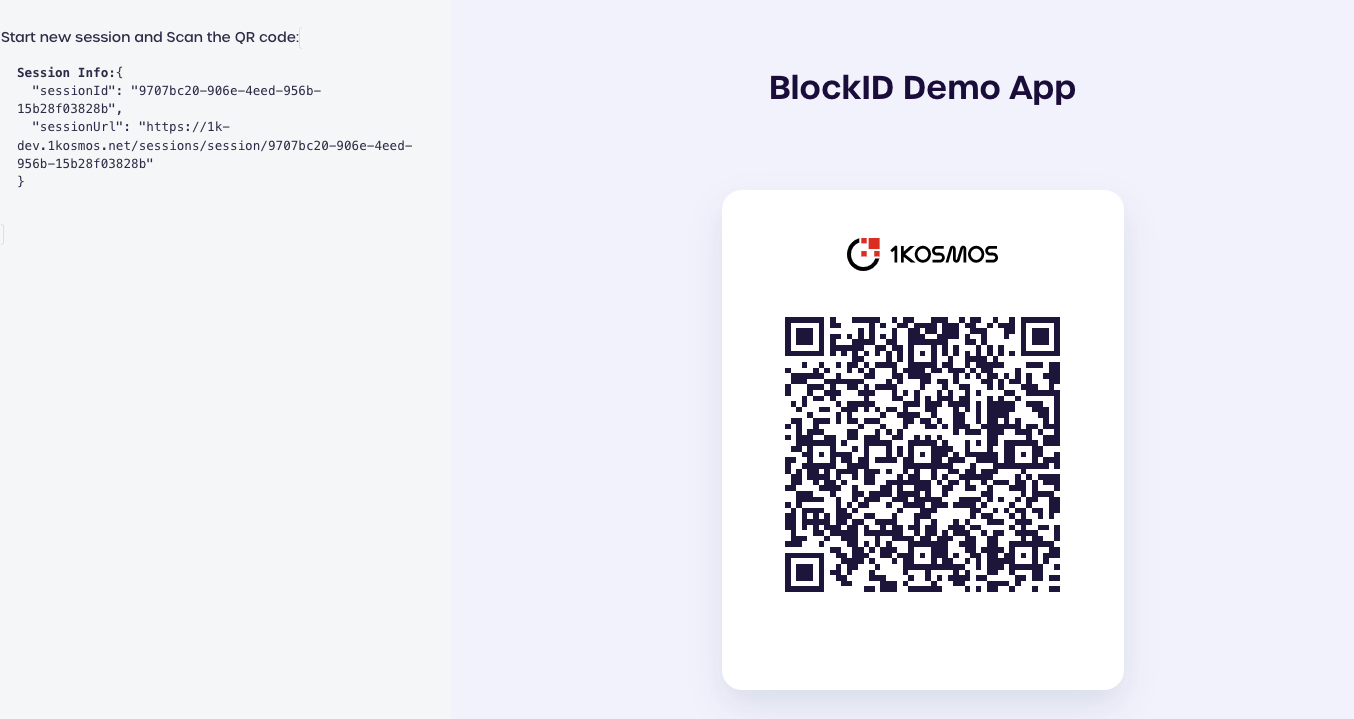 Start new session and Scan the QR code:
Session Info:{
"sessionId": "9707bc20-906e-4eed-956b-
15b28f03828b",
"sessionUrl": "https://1k-
dev.1kosmos.net/sessions/session/9707bc20-906e-4eed-
956b-15b28f03828b"
}
BlockID Demo App
1KOSMOS